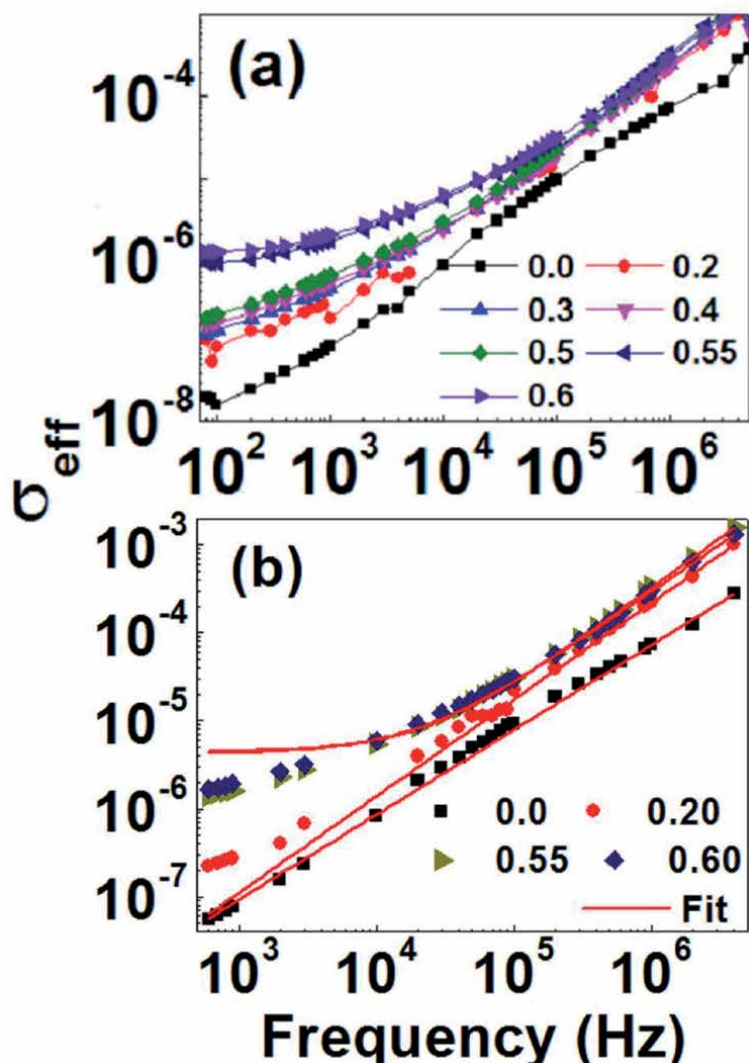 (a)
10⁻⁴
10⁻⁶
10⁻⁸
0.0 0.2
0.3 0.4
0.5 0.55
0.6
10² 10³ 10⁴ 10⁵ 10⁶
σeff
(b)
10⁻³
10⁻⁴
10⁻⁵
10⁻⁶
10⁻⁷
0.0 0.20
0.55 0.60
Fit
10³ 10⁴ 10⁵ 10⁶
Frequency (Hz)